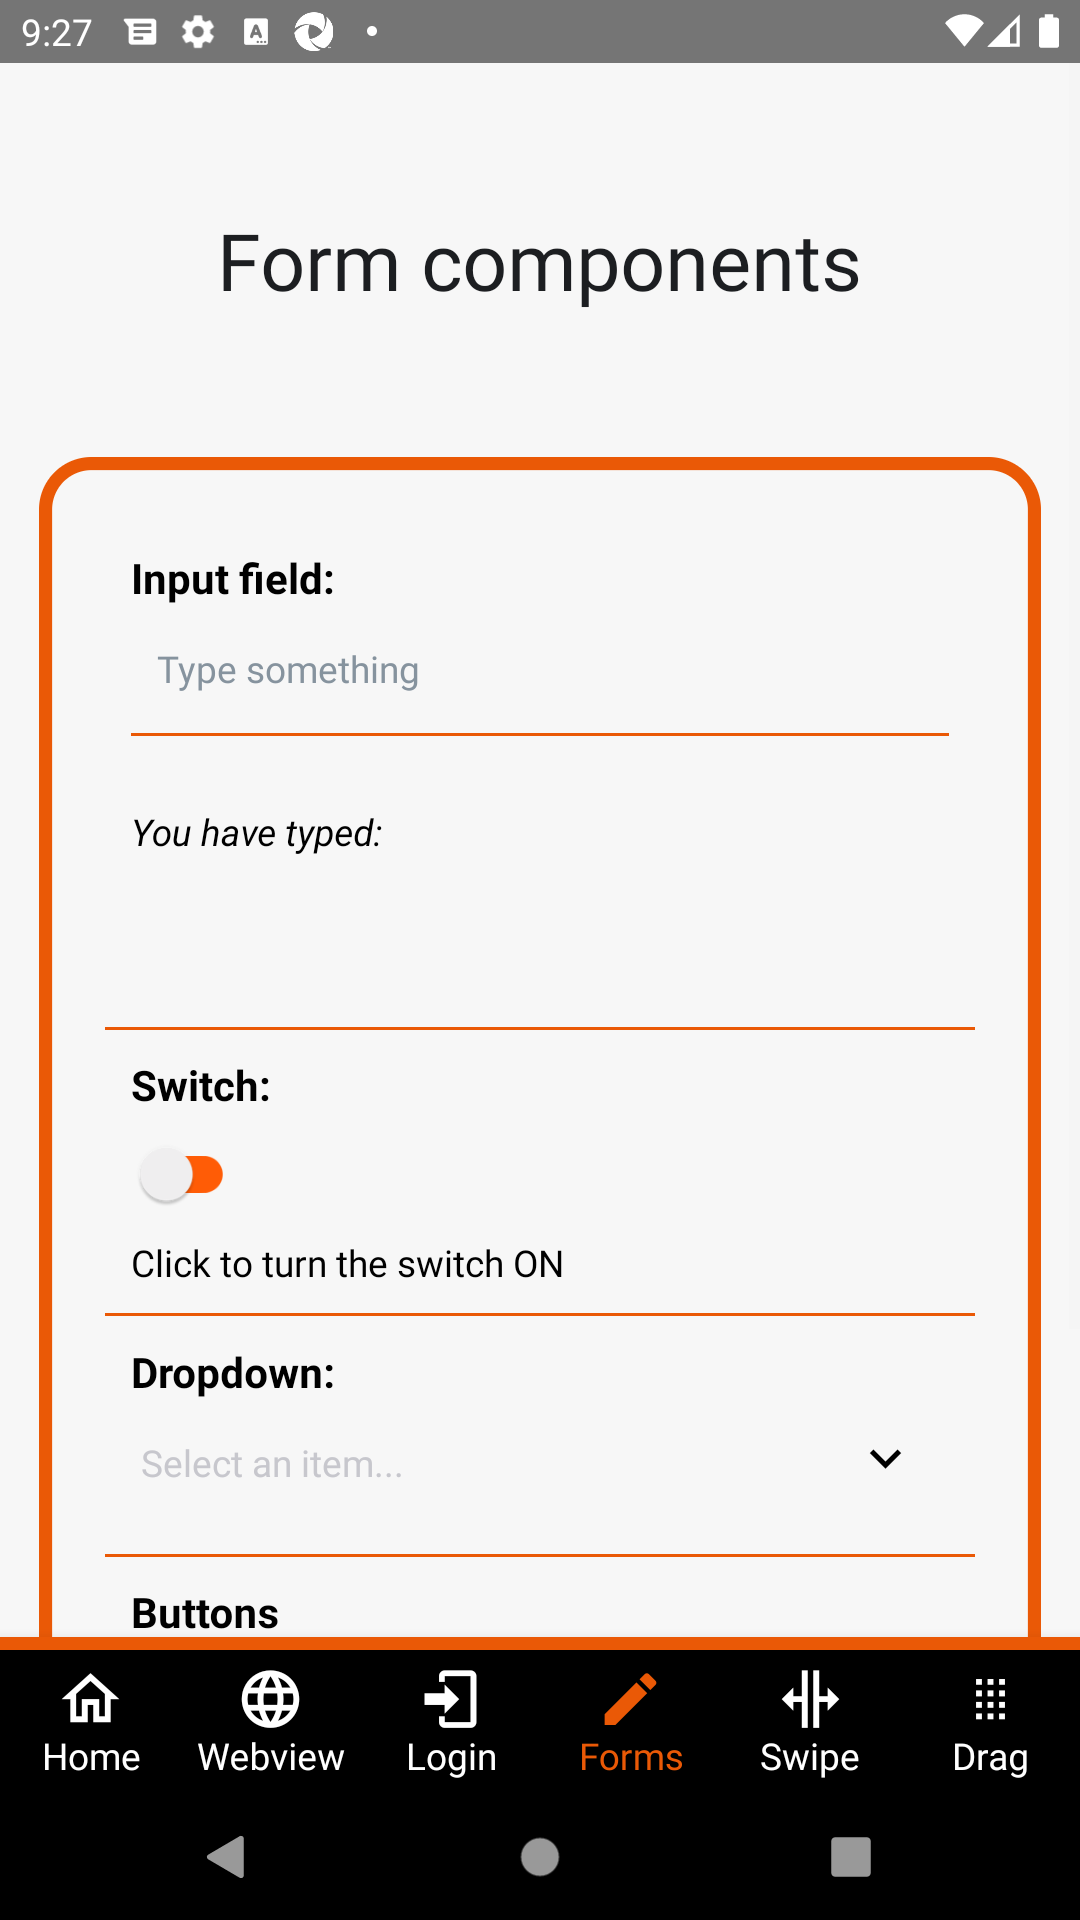 9:27
Form components
Input field:
Type something
You have typed:
Switch:
Click to turn the switch ON
Dropdown:
Select an item...
Buttons
Home Webview Login Forms Swipe Drag